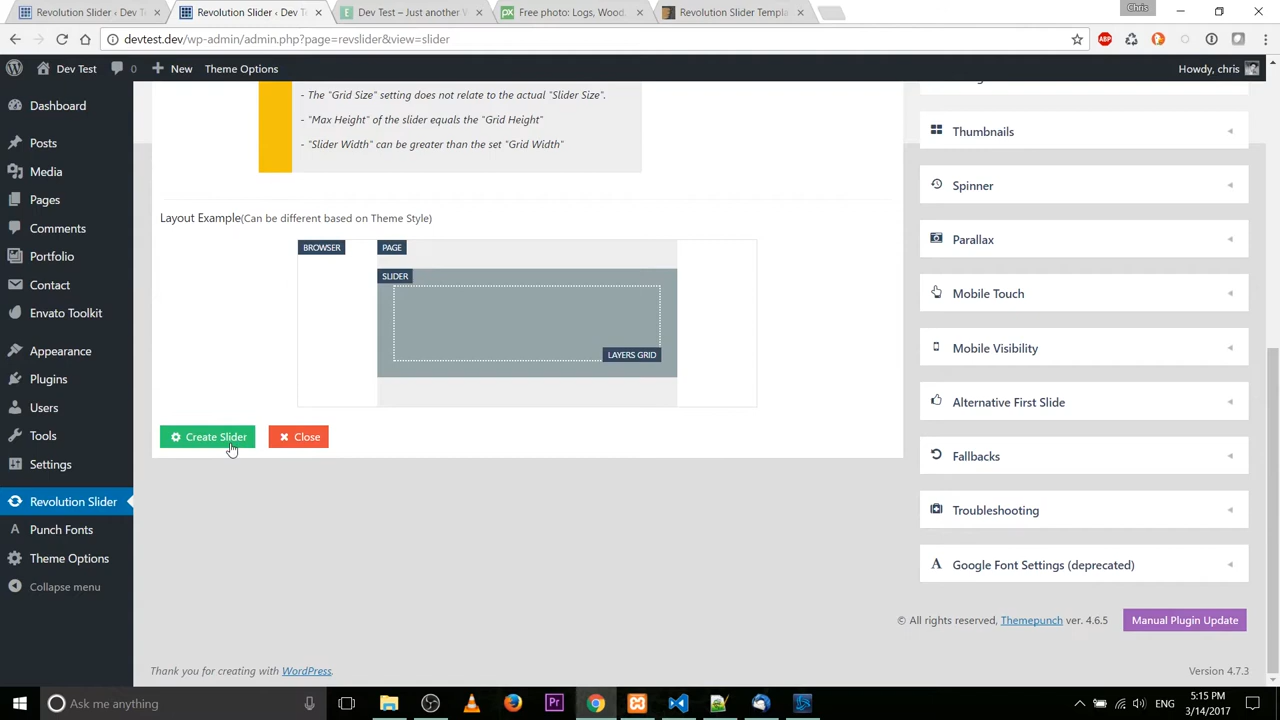 Chris
Revolution Slider ‹ Dev T
Revolution Slider ‹ Dev T
Dev Test – Just another W
Free photo: Logs, Wood,
Revolution Slider Templa
devtest.dev/wp-admin/admin.php?page=revslider&view=slider
ABP
Dev Test
0
New
Theme Options
Howdy, chris
Dashboard
Posts
Media
Pages
Comments
Portfolio
Contact
Envato Toolkit
Appearance
Plugins
Users
Tools
Settings
Revolution Slider
Punch Fonts
Theme Options
Collapse menu
- The "Grid Size" setting does not relate to the actual "Slider Size".
- "Max Height" of the slider equals the "Grid Height"
- "Slider Width" can be greater than the set "Grid Width"
Layout Example(Can be different based on Theme Style)
BROWSER
PAGE
SLIDER
LAYERS GRID
Create Slider
Close
Thumbnails
Spinner
Parallax
Mobile Touch
Mobile Visibility
Alternative First Slide
Fallbacks
Troubleshooting
Google Font Settings (deprecated)
© All rights reserved, Themepunch ver. 4.6.5
Manual Plugin Update
Thank you for creating with WordPress.
Version 4.7.3
Ask me anything
Pr
5:15 PM
3/14/2017